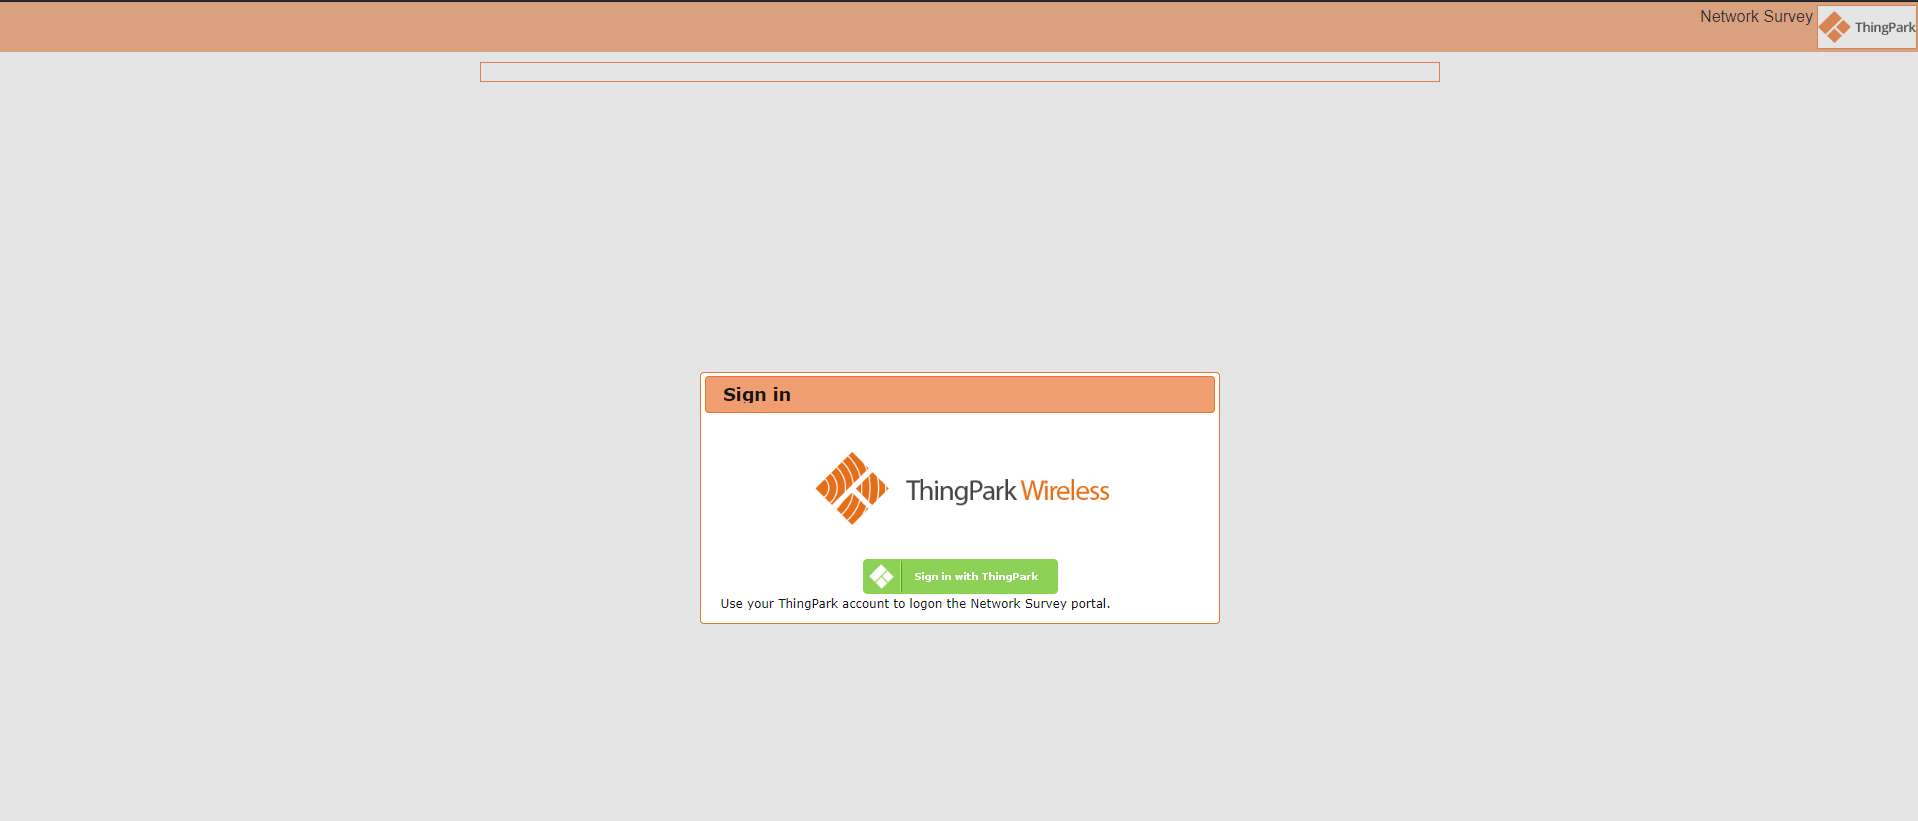 Network Survey
ThingPark
Sign in
ThingPark Wireless
Sign in with ThingPark
Use your ThingPark account to logon the Network Survey portal.